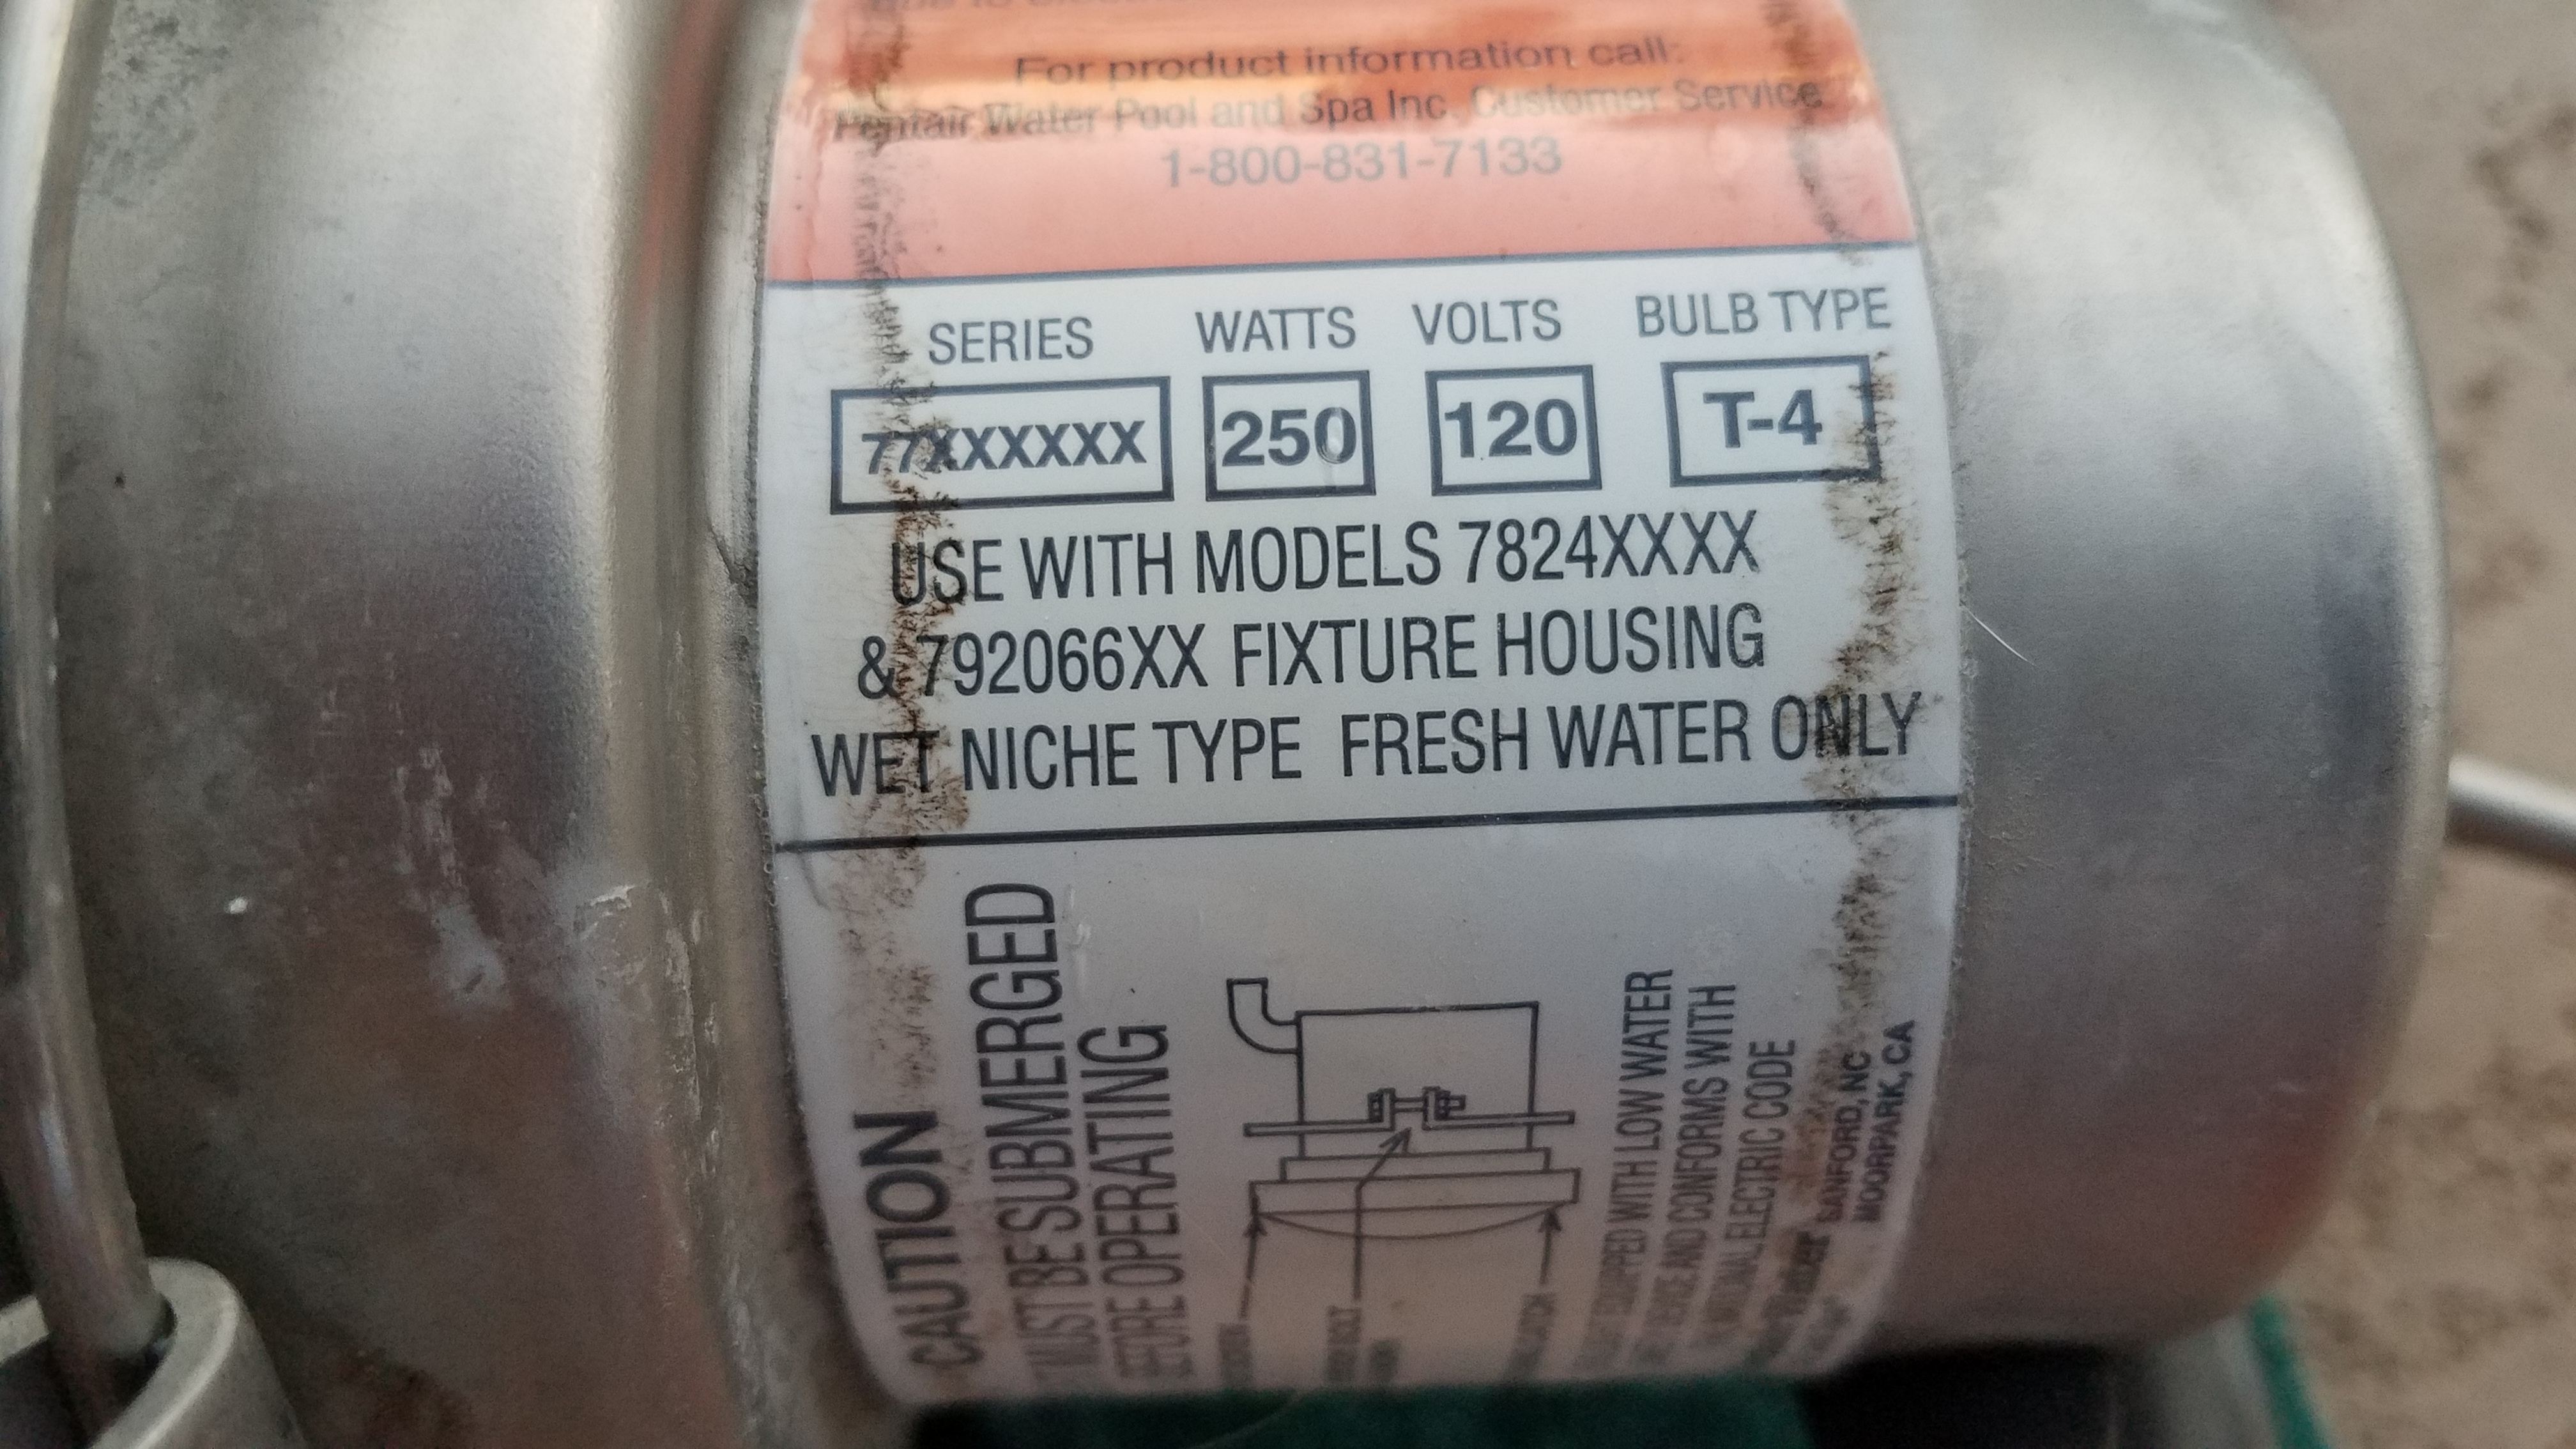 For product information call:
Pentair Water Pool and Spa Inc. Customer Service
1-800-831-7133
SERIES WATTS VOLTS BULB TYPE
77XXXXXX 250 120 T-4
USE WITH MODELS 7824XXXX
& 792066XX FIXTURE HOUSING
WET NICHE TYPE FRESH WATER ONLY
CAUTION
MUST BE SUBMERGED
BEFORE OPERATING
BOLT
EQUIPPED WITH LOW WATER
DEVICE AND CONFORMS WITH
NATIONAL ELECTRIC CODE
Water
SANFORD, NC
MOORPARK, CA